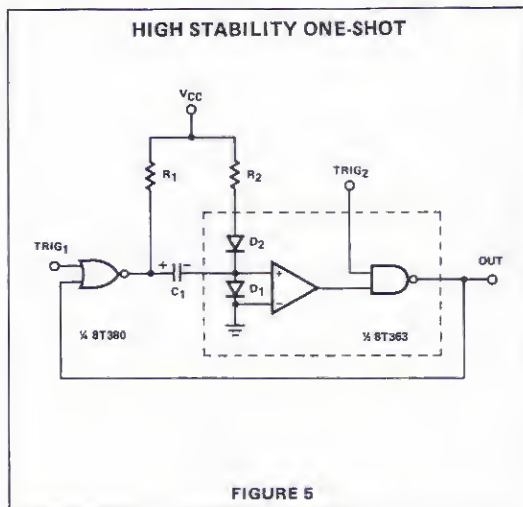 HIGH STABILITY ONE-SHOT
VCC
R1
R2
TRIG2
TRIG1
D2
+ −
C1
D1
+
−
OUT
¼ 8T380
½ 8T363
FIGURE 5